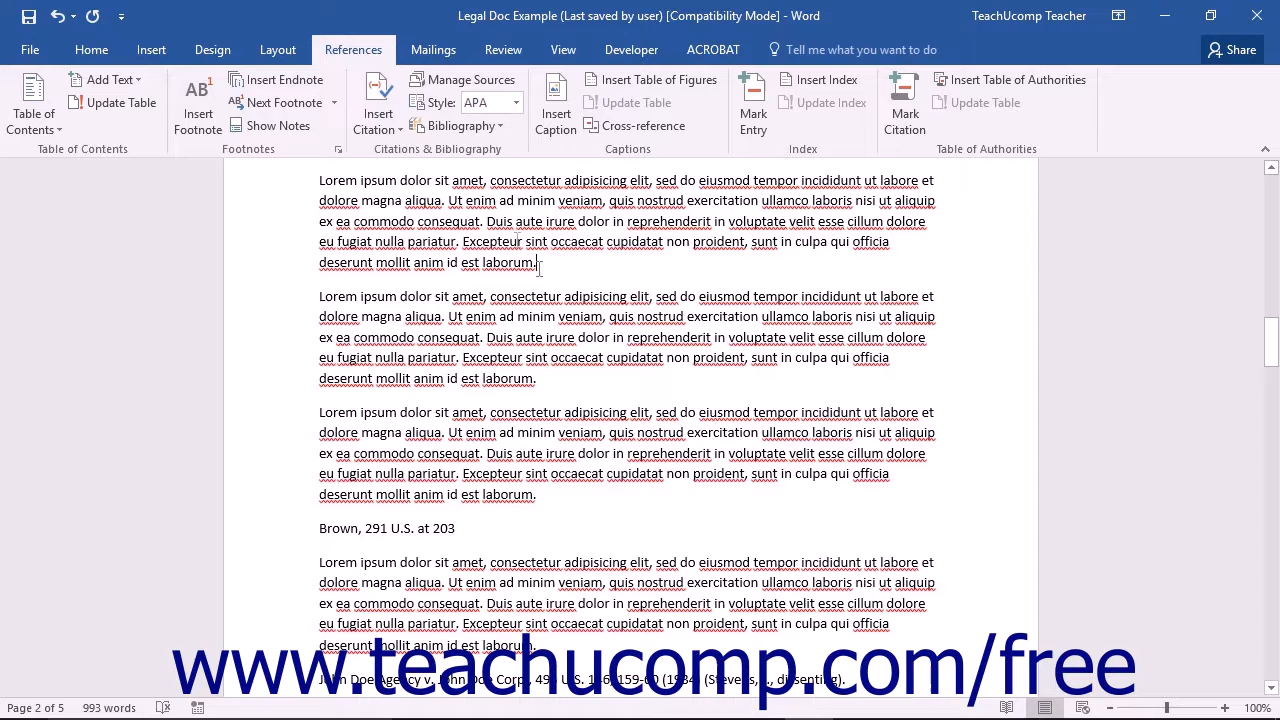 Legal Doc Example (Last saved by user) [Compatibility Mode] - Word
TeachUcomp Teacher
File Home Insert Design Layout References Mailings Review View Developer ACROBAT Tell me what you want to do Share
Table of Contents
Add Text
Update Table
Table of Contents
AB1 Insert Footnote
Insert Endnote
Next Footnote
Show Notes
Footnotes
Insert Citation
Manage Sources
Style: APA
Bibliography
Citations & Bibliography
Insert Caption
Insert Table of Figures
Update Table
Cross-reference
Captions
Mark Entry
Insert Index
Update Index
Index
Mark Citation
Insert Table of Authorities
Update Table
Table of Authorities
Lorem ipsum dolor sit amet, consectetur adipisicing elit, sed do eiusmod tempor incididunt ut labore et
dolore magna aliqua. Ut enim ad minim veniam, quis nostrud exercitation ullamco laboris nisi ut aliquip
ex ea commodo consequat. Duis aute irure dolor in reprehenderit in voluptate velit esse cillum dolore
eu fugiat nulla pariatur. Excepteur sint occaecat cupidatat non proident, sunt in culpa qui officia
deserunt mollit anim id est laborum.
Lorem ipsum dolor sit amet, consectetur adipisicing elit, sed do eiusmod tempor incididunt ut labore et
dolore magna aliqua. Ut enim ad minim veniam, quis nostrud exercitation ullamco laboris nisi ut aliquip
ex ea commodo consequat. Duis aute irure dolor in reprehenderit in voluptate velit esse cillum dolore
eu fugiat nulla pariatur. Excepteur sint occaecat cupidatat non proident, sunt in culpa qui officia
deserunt mollit anim id est laborum.
Lorem ipsum dolor sit amet, consectetur adipisicing elit, sed do eiusmod tempor incididunt ut labore et
dolore magna aliqua. Ut enim ad minim veniam, quis nostrud exercitation ullamco laboris nisi ut aliquip
ex ea commodo consequat. Duis aute irure dolor in reprehenderit in voluptate velit esse cillum dolore
eu fugiat nulla pariatur. Excepteur sint occaecat cupidatat non proident, sunt in culpa qui officia
deserunt mollit anim id est laborum.
Brown, 291 U.S. at 203
Lorem ipsum dolor sit amet, consectetur adipisicing elit, sed do eiusmod tempor incididunt ut labore et
dolore magna aliqua. Ut enim ad minim veniam, quis nostrud exercitation ullamco laboris nisi ut aliquip
ex ea commodo consequat. Duis aute irure dolor in reprehenderit in voluptate velit esse cillum dolore
eu fugiat nulla pariatur. Excepteur sint occaecat cupidatat non proident, sunt in culpa qui officia
deserunt mollit anim id est laborum.
www.teachucomp.com/free
John Doe Agency v. John Doe Corp., U.S. (Stevens, dissenting).
Page 2 of 5 993 words 100%